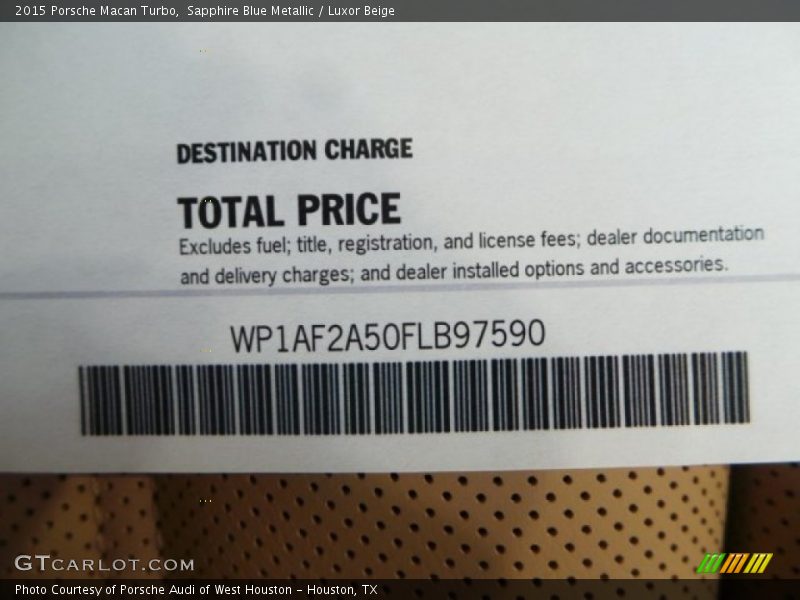 2015 Porsche Macan Turbo,  Sapphire Blue Metallic / Luxor Beige
DESTINATION CHARGE
TOTAL PRICE
Excludes fuel; title, registration, and license fees; dealer documentation
and delivery charges; and dealer installed options and accessories.
WP1AF2A50FLB97590
GTCARLOT.COM
Photo Courtesy of Porsche Audi of West Houston - Houston, TX